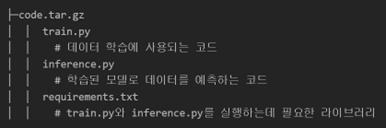 ├─code.tar.gz
│ │ train.py
│ │ # 데이터 학습에 사용되는 코드
│ │ inference.py
│ │ # 학습된 모델로 데이터를 예측하는 코드
│ │ requirements.txt
│ │ # train.py와 inference.py를 실행하는데 필요한 라이브러리